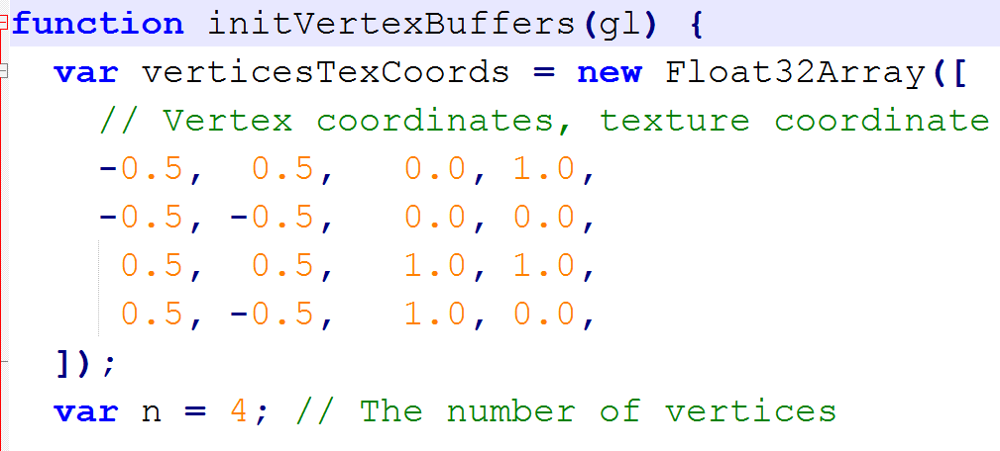 function initVertexBuffers(gl) {
  var verticesTexCoords = new Float32Array([
    // Vertex coordinates, texture coordinate
    -0.5,  0.5,   0.0, 1.0,
    -0.5, -0.5,   0.0, 0.0,
     0.5,  0.5,   1.0, 1.0,
     0.5, -0.5,   1.0, 0.0,
  ]);
  var n = 4; // The number of vertices